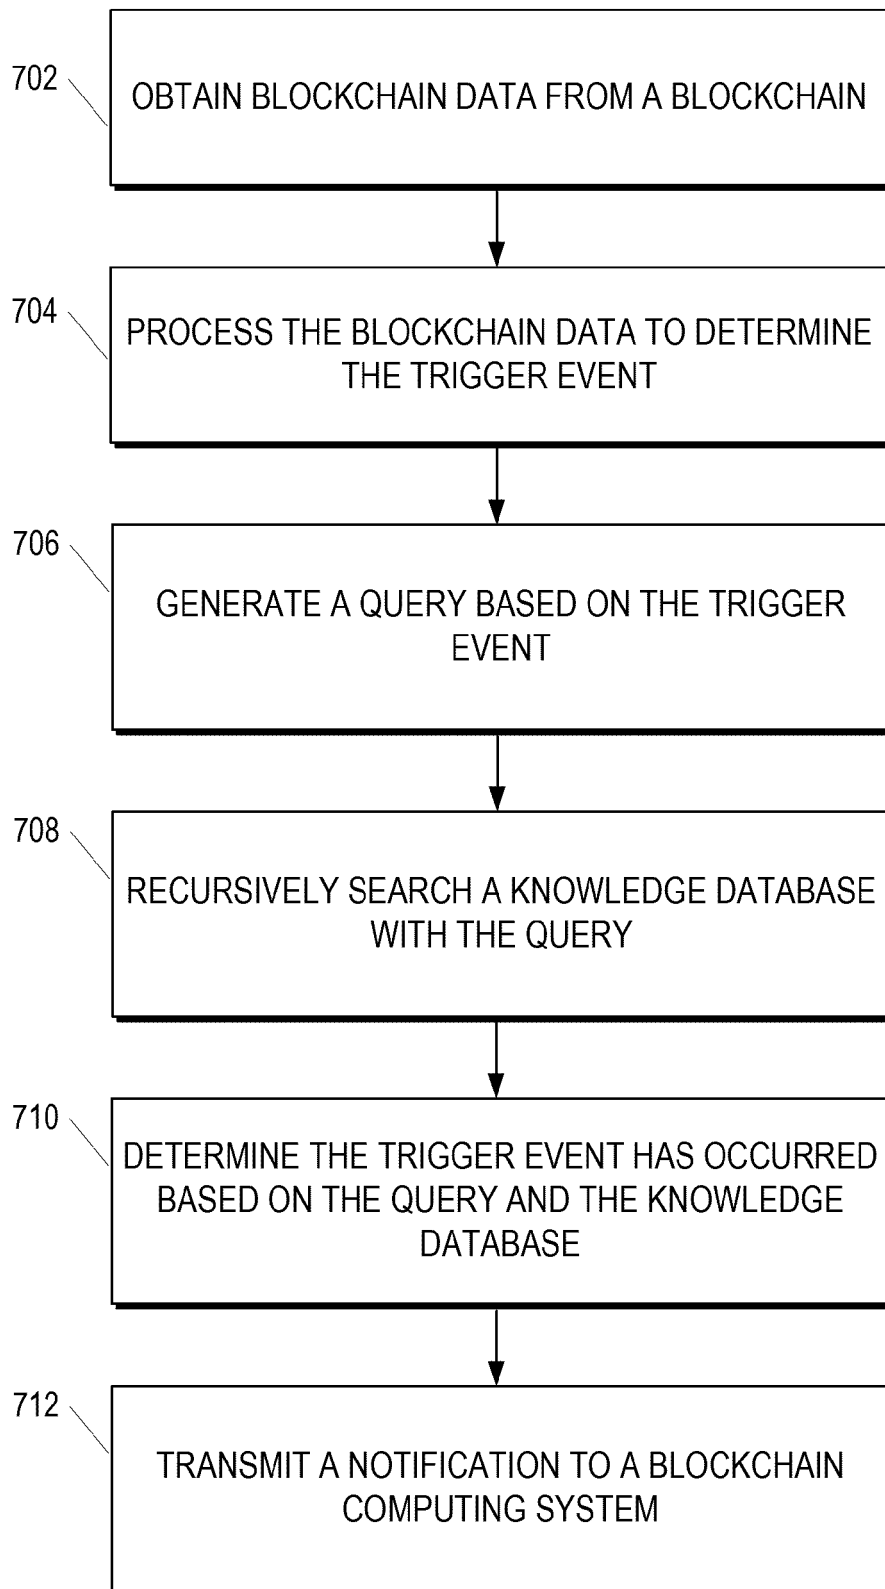 702
OBTAIN BLOCKCHAIN DATA FROM A BLOCKCHAIN
704
PROCESS THE BLOCKCHAIN DATA TO DETERMINE
THE TRIGGER EVENT
706
GENERATE A QUERY BASED ON THE TRIGGER
EVENT
708
RECURSIVELY SEARCH A KNOWLEDGE DATABASE
WITH THE QUERY
710
DETERMINE THE TRIGGER EVENT HAS OCCURRED
BASED ON THE QUERY AND THE KNOWLEDGE
DATABASE
712
TRANSMIT A NOTIFICATION TO A BLOCKCHAIN
COMPUTING SYSTEM